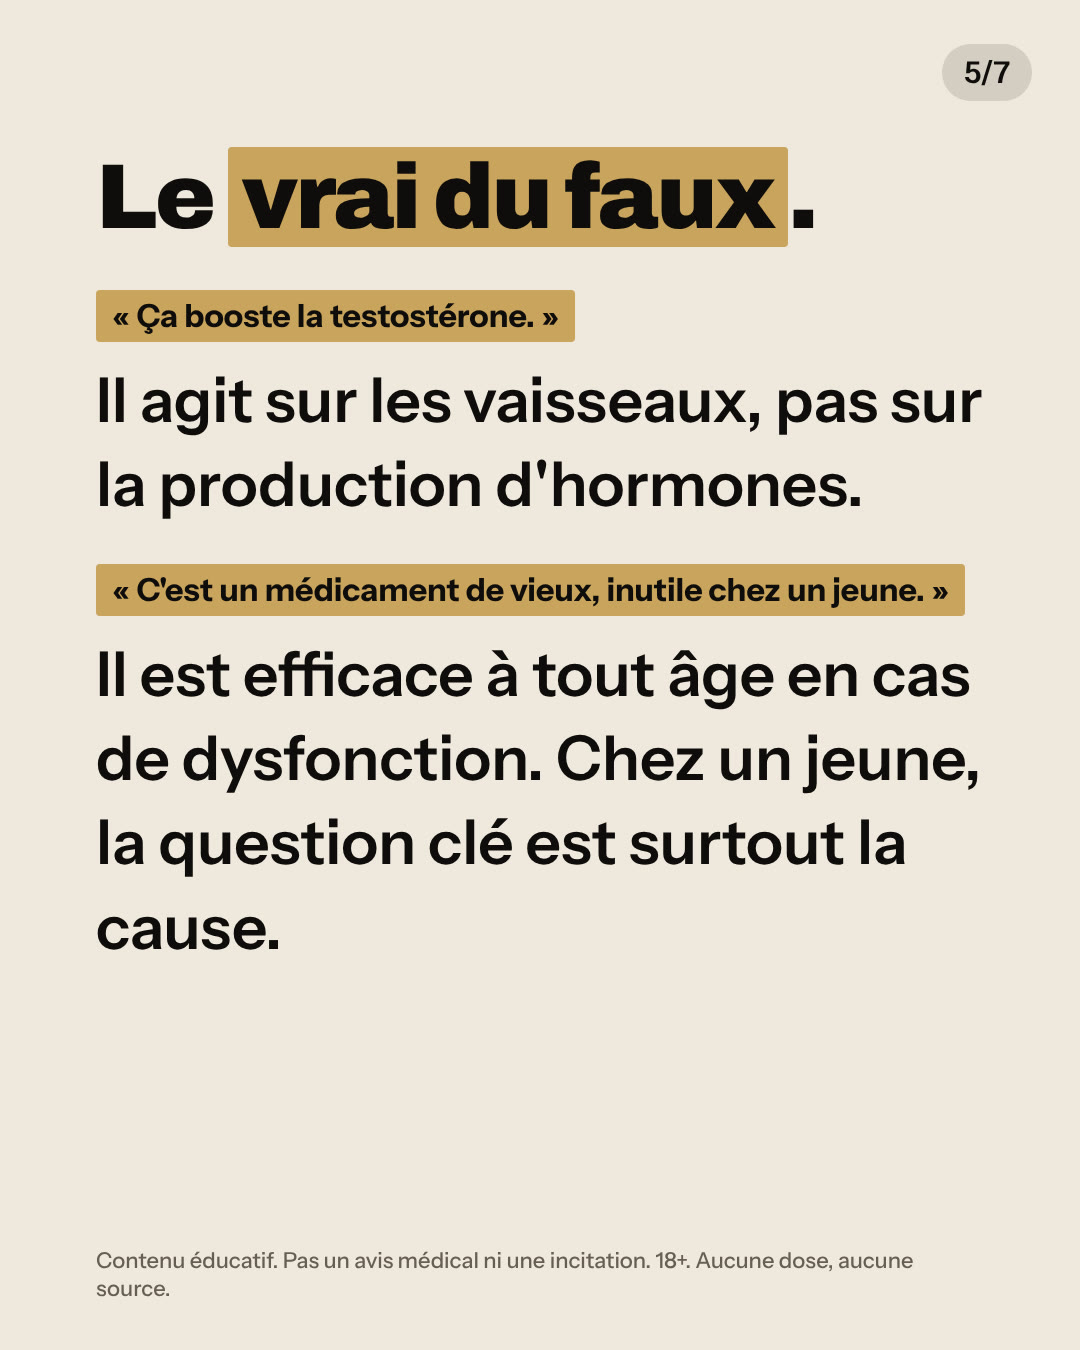 5/7
Le vrai du faux.
« Ça booste la testostérone. »
Il agit sur les vaisseaux, pas sur
la production d'hormones.
« C'est un médicament de vieux, inutile chez un jeune. »
Il est efficace à tout âge en cas
de dysfonction. Chez un jeune,
la question clé est surtout la
cause.
Contenu éducatif. Pas un avis médical ni une incitation. 18+. Aucune dose, aucune
source.